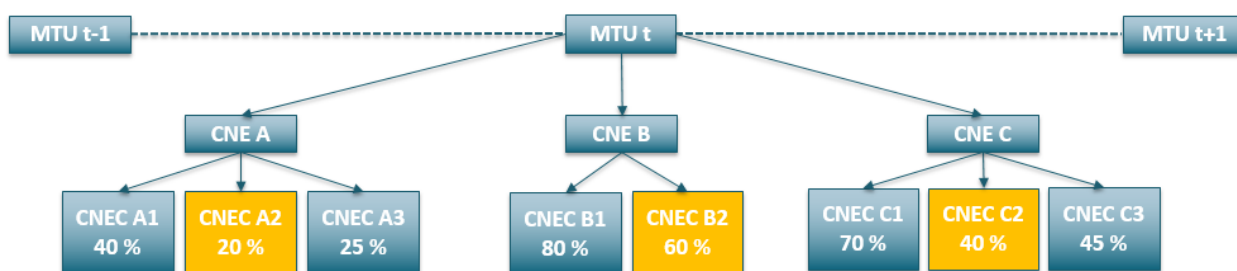 MTU t-1
MTU t
MTU t+1
CNE A
CNE B
CNE C
CNEC A1
40 %
CNEC A2
20 %
CNEC A3
25 %
CNEC B1
80 %
CNEC B2
60 %
CNEC C1
70 %
CNEC C2
40 %
CNEC C3
45 %